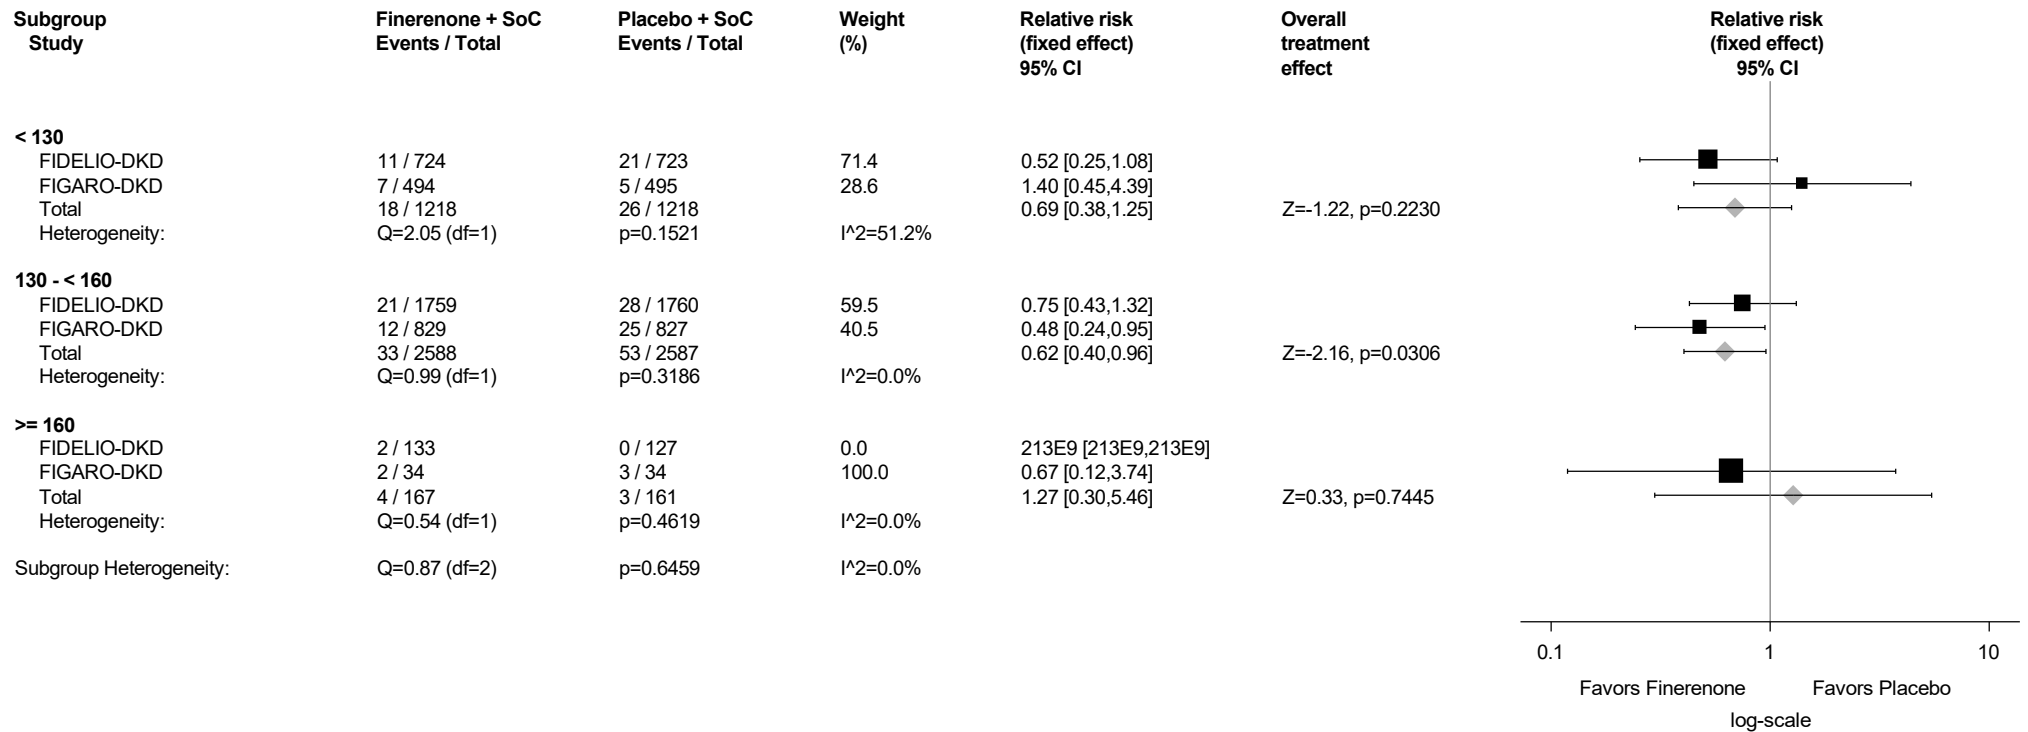 Subgroup Finerenone + SoC Placebo + SoC Weight Relative risk Overall Relative risk
Study Events / Total Events / Total (%) (fixed effect) treatment (fixed effect)
95% CI effect 95% CI
< 130
FIDELIO-DKD 11 / 724 21 / 723 71.4 0.52 [0.25,1.08]
FIGARO-DKD 7 / 494 5 / 495 28.6 1.40 [0.45,4.39]
Total 18 / 1218 26 / 1218 0.69 [0.38,1.25] Z=-1.22, p=0.2230
Heterogeneity: Q=2.05 (df=1) p=0.1521 I^2=51.2%
130 - < 160
FIDELIO-DKD 21 / 1759 28 / 1760 59.5 0.75 [0.43,1.32]
FIGARO-DKD 12 / 829 25 / 827 40.5 0.48 [0.24,0.95]
Total 33 / 2588 53 / 2587 0.62 [0.40,0.96] Z=-2.16, p=0.0306
Heterogeneity: Q=0.99 (df=1) p=0.3186 I^2=0.0%
>= 160
FIDELIO-DKD 2 / 133 0 / 127 0.0 213E9 [213E9,213E9]
FIGARO-DKD 2 / 34 3 / 34 100.0 0.67 [0.12,3.74]
Total 4 / 167 3 / 161 1.27 [0.30,5.46] Z=0.33, p=0.7445
Heterogeneity: Q=0.54 (df=1) p=0.4619 I^2=0.0%
Subgroup Heterogeneity: Q=0.87 (df=2) p=0.6459 I^2=0.0%
0.1 1 10
Favors Finerenone Favors Placebo
log-scale